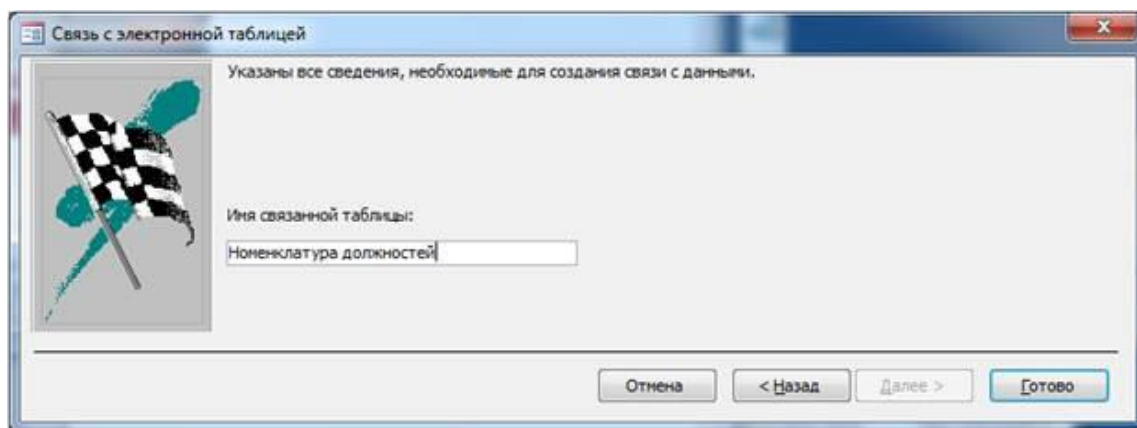 Связь с электронной таблицей
Указаны все сведения, необходимые для создания связи с данными.
Имя связанной таблицы:
Номенклатура должностей
Отмена
< Назад
Далее >
Готово